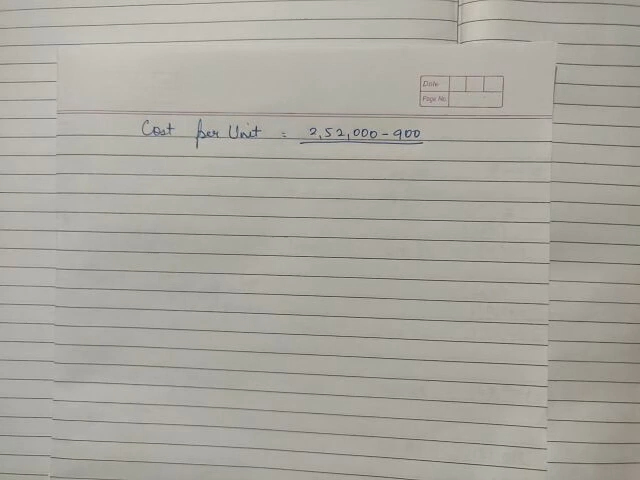 Date
Page No.
Cost per Unit = 2,52,000-900